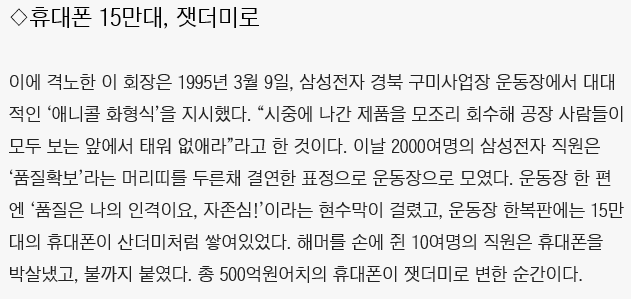 ◇휴대폰 15만대, 잿더미로
이에 격노한 이 회장은 1995년 3월 9일, 삼성전자 경북 구미사업장 운동장에서 대대
적인 ‘애니콜 화형식’을 지시했다. “시중에 나간 제품을 모조리 회수해 공장 사람들이
모두 보는 앞에서 태워 없애라”라고 한 것이다. 이날 2000여명의 삼성전자 직원은
‘품질확보’라는 머리띠를 두른채 결연한 표정으로 운동장으로 모였다. 운동장 한 편
엔 ‘품질은 나의 인격이요, 자존심!’이라는 현수막이 걸렸고, 운동장 한복판에는 15만
대의 휴대폰이 산더미처럼 쌓여있었다. 해머를 손에 쥔 10여명의 직원은 휴대폰을
박살냈고, 불까지 붙였다. 총 500억원어치의 휴대폰이 잿더미로 변한 순간이다.